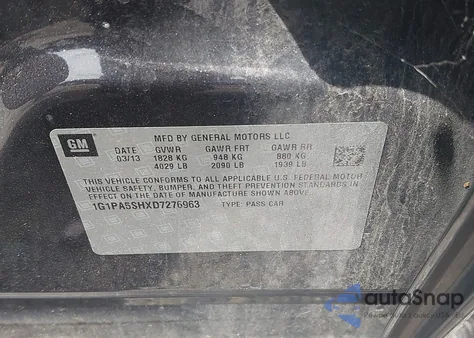 GM
MFD BY GENERAL MOTORS LLC
DATE GVWR GAWR FRT GAWR RR
03/13 1828 KG 948 KG 880 KG
4029 LB 2090 LB 1939 LB
THIS VEHICLE CONFORMS TO ALL APPLICABLE U.S. FEDERAL MOTOR
VEHICLE SAFETY, BUMPER, AND THEFT PREVENTION STANDARDS IN
EFFECT ON THE DATE OF MANUFACTURE SHOWN ABOVE.
1G1PA5SHXD7276963 TYPE: PASS CAR
autoSnap